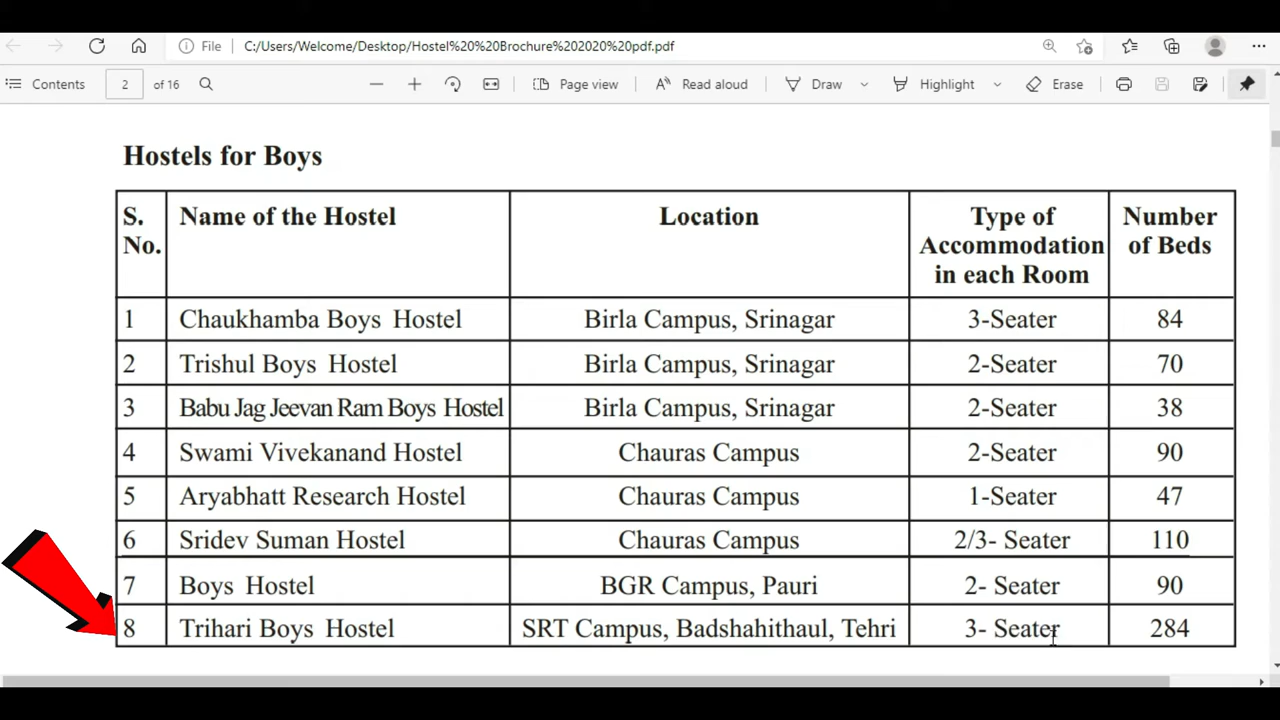 File C:/Users/Welcome/Desktop/Hostel%20%20Brochure%202020%20pdf.pdf
Contents 2 of 16 Page view Read aloud Draw Highlight Erase
Hostels for Boys
S. No. Name of the Hostel Location Type of Accommodation in each Room Number of Beds
1 Chaukhamba Boys Hostel Birla Campus, Srinagar 3-Seater 84
2 Trishul Boys Hostel Birla Campus, Srinagar 2-Seater 70
3 Babu Jag Jeevan Ram Boys Hostel Birla Campus, Srinagar 2-Seater 38
4 Swami Vivekanand Hostel Chauras Campus 2-Seater 90
5 Aryabhatt Research Hostel Chauras Campus 1-Seater 47
6 Sridev Suman Hostel Chauras Campus 2/3- Seater 110
7 Boys Hostel BGR Campus, Pauri 2- Seater 90
8 Trihari Boys Hostel SRT Campus, Badshahithaul, Tehri 3- Seater 284